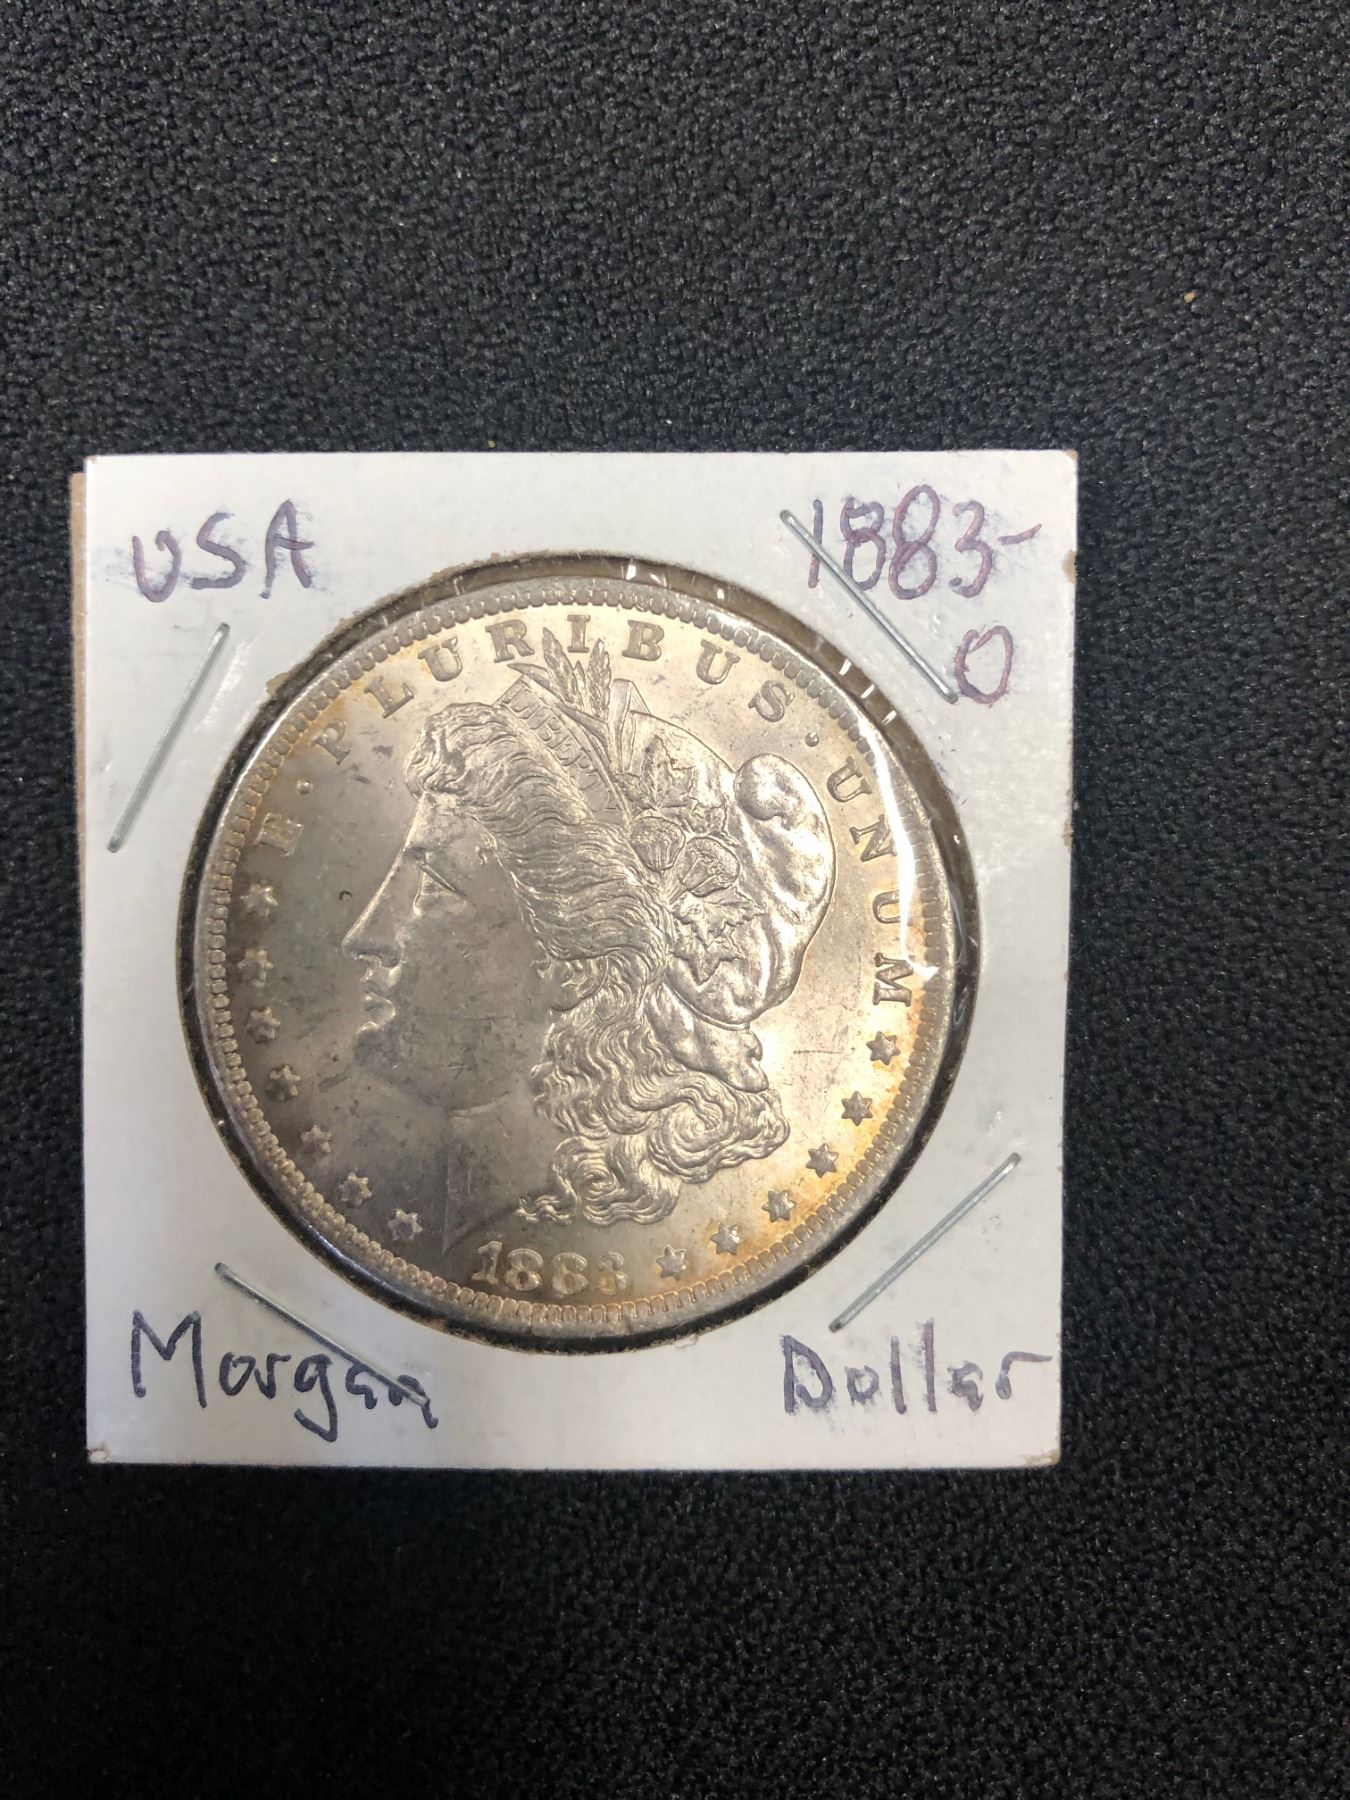 USA
1883-
O
E · PLURIBUS · UNUM
LIBERTY
1883
Morgan
Dollar